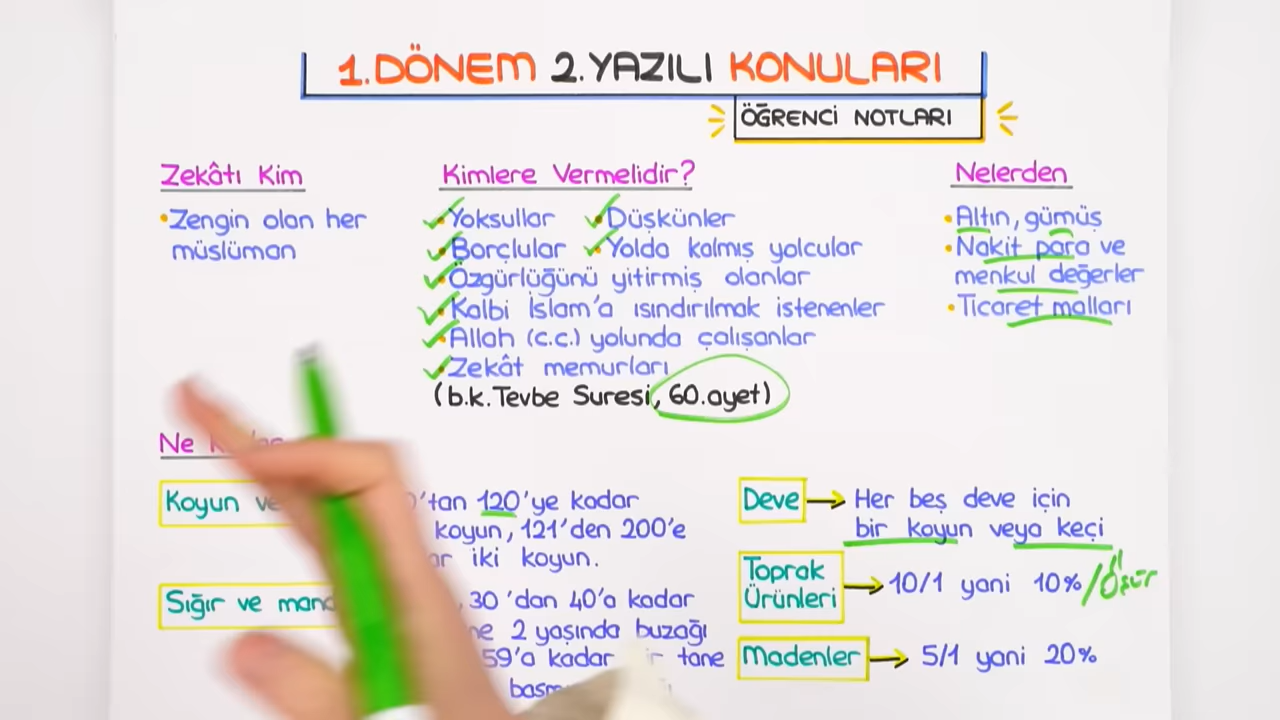 1.DÖNEM 2.YAZILI KONULARI
ÖĞRENCİ NOTLARI
Zekâtı Kim
•Zengin olan her
müslüman
Kimlere Vermelidir?
•Yoksullar •Düşkünler
•Borçlular •Yolda kalmış yolcular
•Özgürlüğünü yitirmiş olanlar
•Kalbi İslam'a ısındırılmak istenenler
•Allah (c.c.) yolunda çalışanlar
•Zekât memurları
(b.k.Tevbe Suresi, 60.ayet)
Nelerden
•Altın, gümüş
•Nakit para ve
menkul değerler
•Ticaret malları
Ne
Koyun
'tan 120'ye kadar
koyun, 121'den 200'e
iki koyun.
Sığır ve
30'dan 40'a kadar
2 yaşında buzağı
59'a kadar tane
Deve → Her beş deve için
bir koyun veya keçi
Toprak
Ürünleri → 10/1 yani 10% /Öşür
Madenler → 5/1 yani 20%